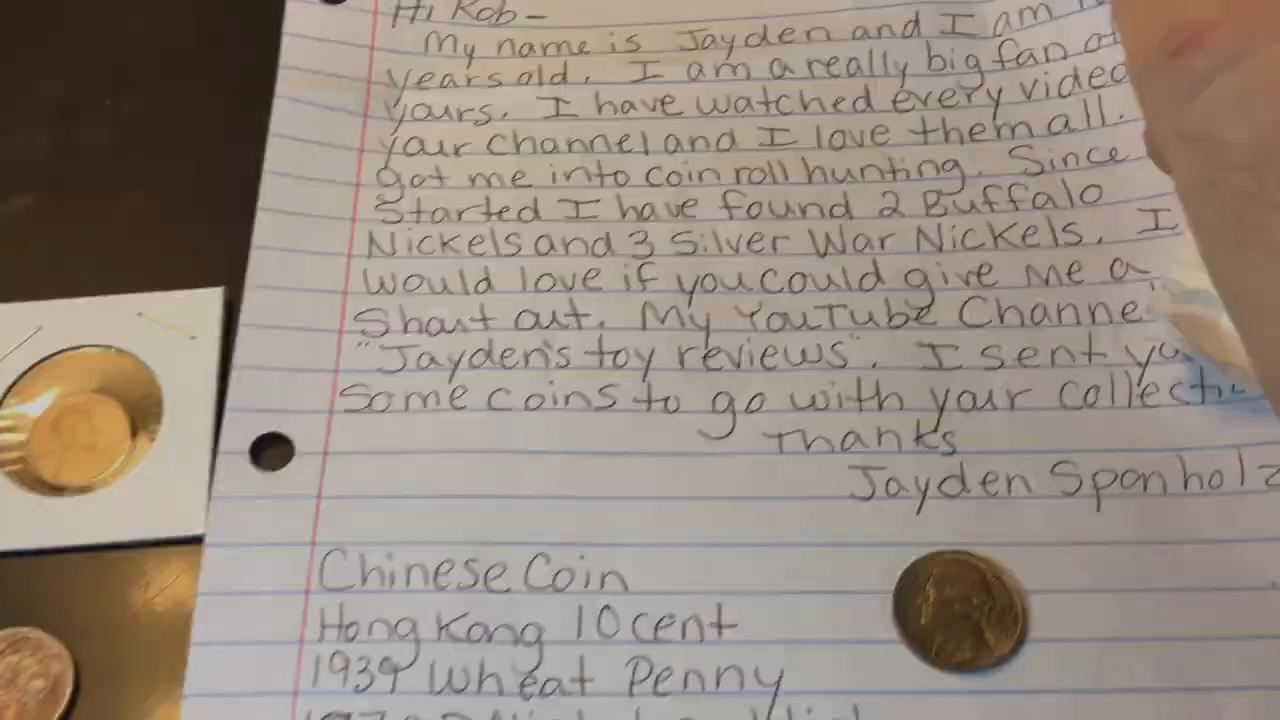 Hi Rob-
My name is Jayden and I am
years old. I am a really big fan of
yours. I have watched every video
your channel and I love them all.
got me into coin roll hunting. Since
Started I have found 2 Buffalo
Nickels and 3 Silver War Nickels. I
would love if you could give me a
Shout out. My YouTube Channe
"Jayden's toy reviews". I sent you
Some coins to go with your collecti
Thanks
Jayden Spanholz
Chinese Coin
Hong Kong 10 cent
1939 Wheat Penny